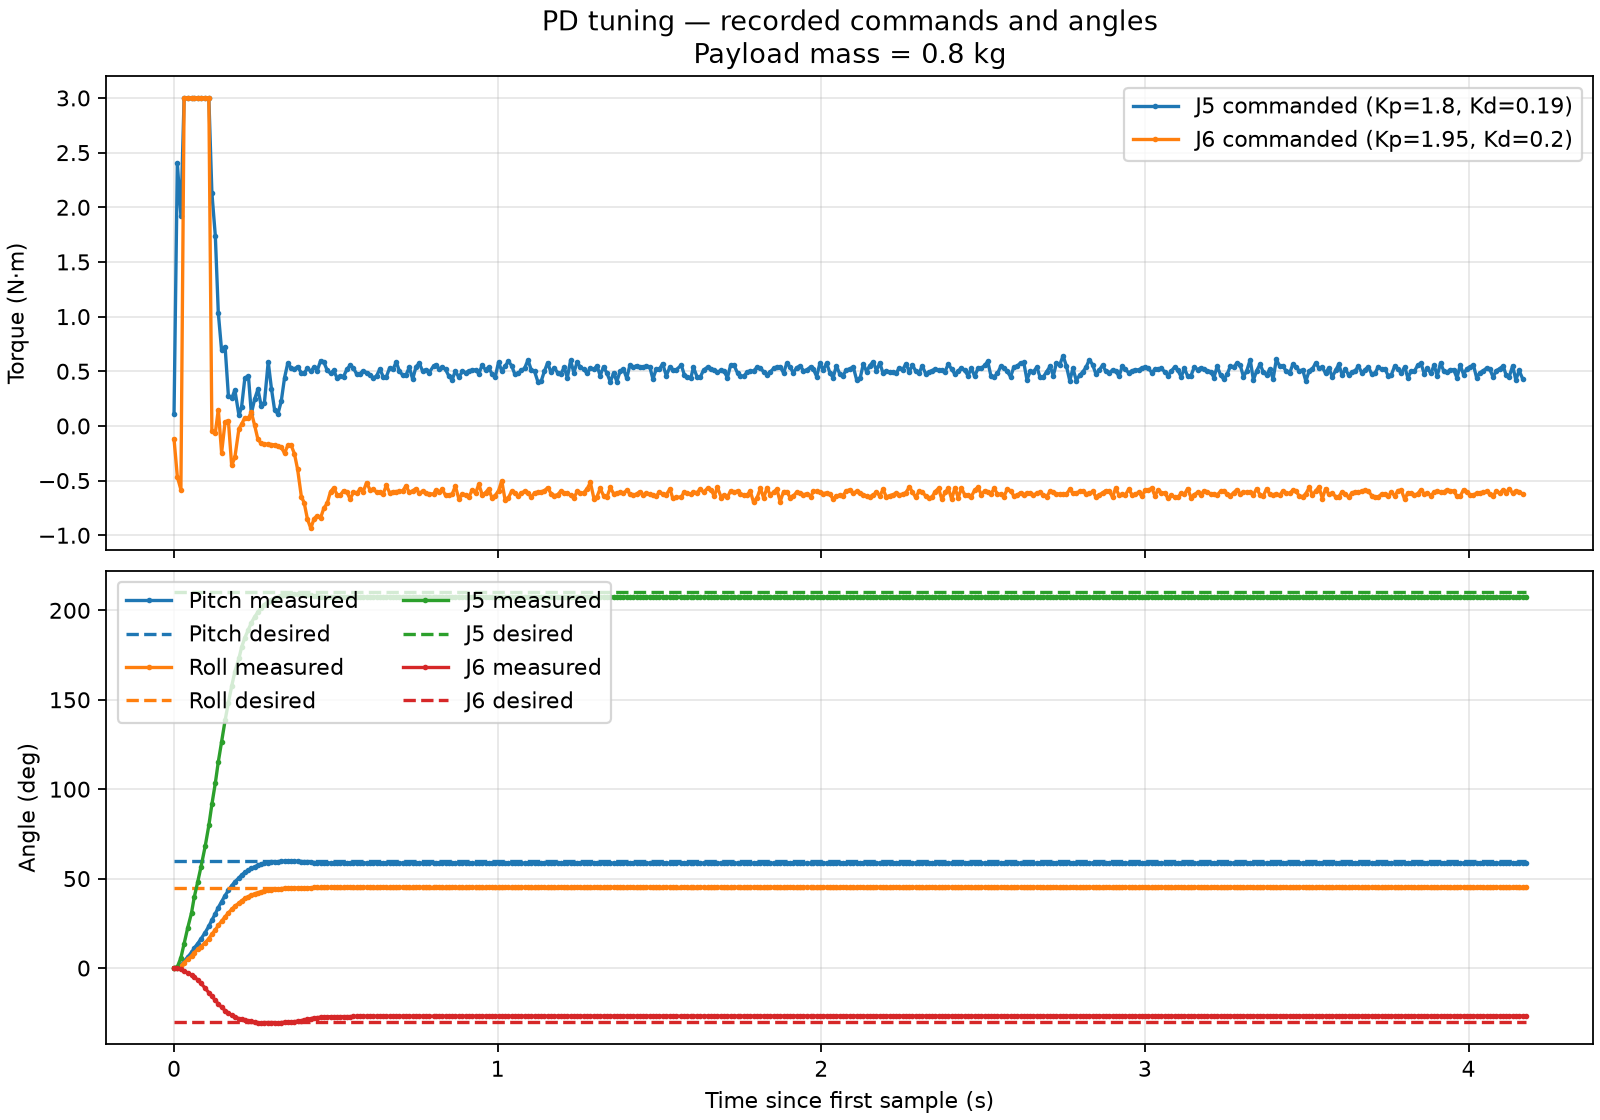 PD tuning — recorded commands and angles
Payload mass = 0.8 kg
3.0
2.5
2.0
1.5
1.0
0.5
0.0
−0.5
−1.0
Torque (N·m)
J5 commanded (Kp=1.8, Kd=0.19)
J6 commanded (Kp=1.95, Kd=0.2)
200
150
100
50
0
Angle (deg)
Pitch measured
Pitch desired
Roll measured
Roll desired
J5 measured
J5 desired
J6 measured
J6 desired
0 1 2 3 4
Time since first sample (s)